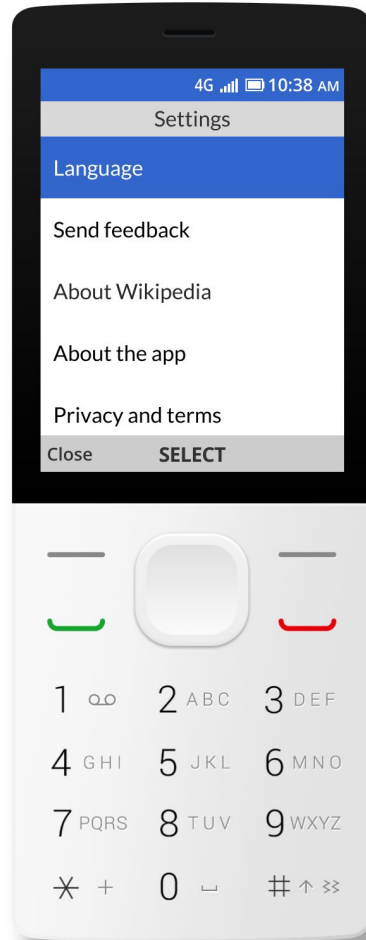 4G 10:38 AM
Settings
Language
Send feedback
About Wikipedia
About the app
Privacy and terms
Close SELECT
1
2 ABC 3 DEF
4 GHI 5 JKL 6 MNO
7 PQRS 8 TUV 9 WXYZ
* + 0 #